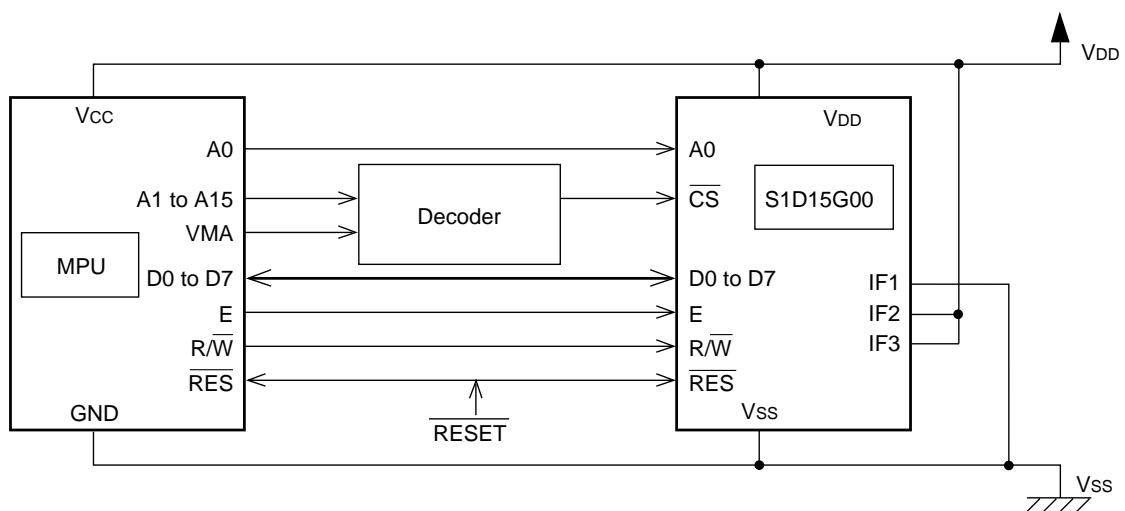 VDD
VCC
VDD
A0
A0
A1 to A15
Decoder
CS
S1D15G00
VMA
MPU
D0 to D7
D0 to D7
IF1
E
E
IF2
R/W
R/W
IF3
RES
RES
GND
RESET
VSS
VSS